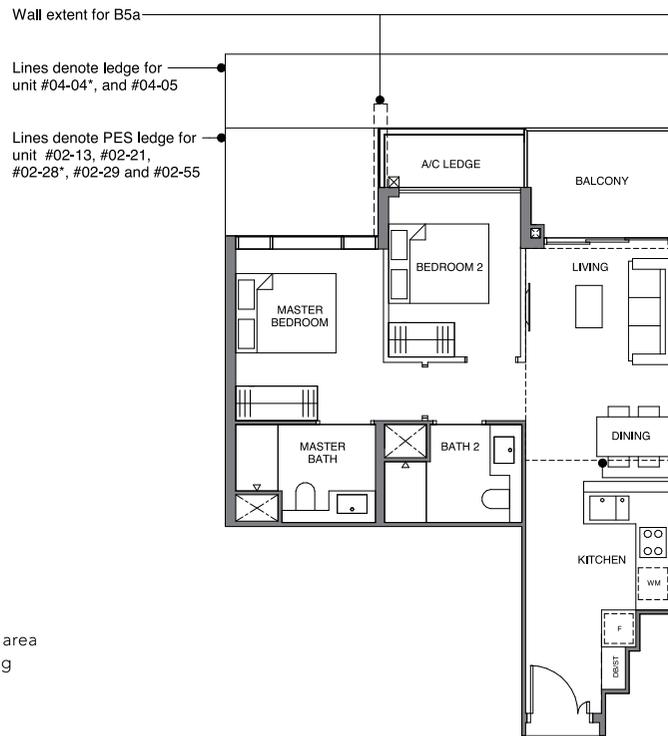 Wall extent for B5a
Lines denote ledge for
unit #04-04*, and #04-05
Lines denote PES ledge for
unit #02-13, #02-21,
#02-28*, #02-29 and #02-55
A/C LEDGE
BALCONY
BEDROOM 2
LIVING
MASTER
BEDROOM
DINING
MASTER
BATH
BATH 2
KITCHEN
WM
F
DB/ST
area
g